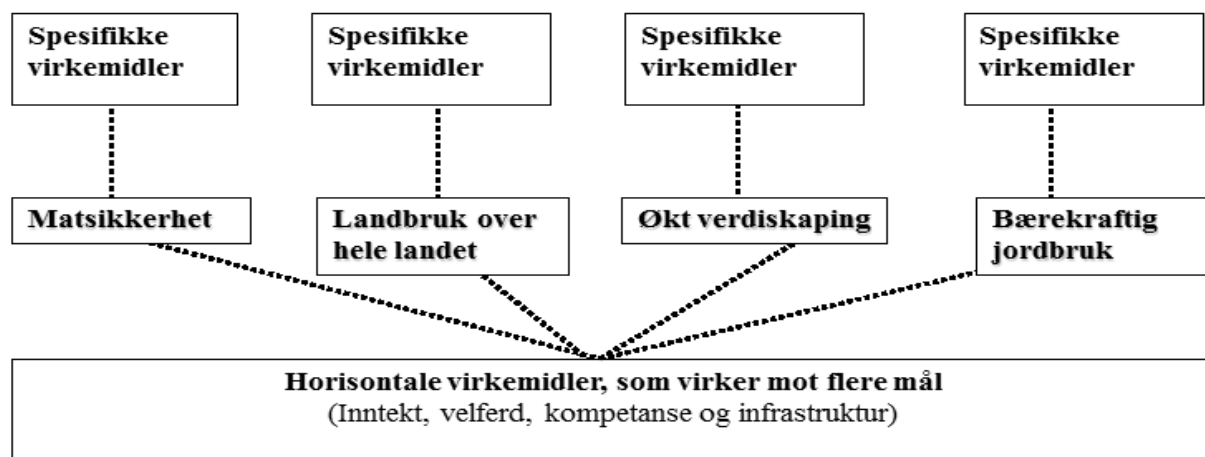 Spesifikke
virkemidler
Spesifikke
virkemidler
Spesifikke
virkemidler
Spesifikke
virkemidler
Matsikkerhet
Landbruk over
hele landet
Økt verdiskaping
Bærekraftig
jordbruk
Horisontale virkemidler, som virker mot flere mål
(Inntekt, velferd, kompetanse og infrastruktur)